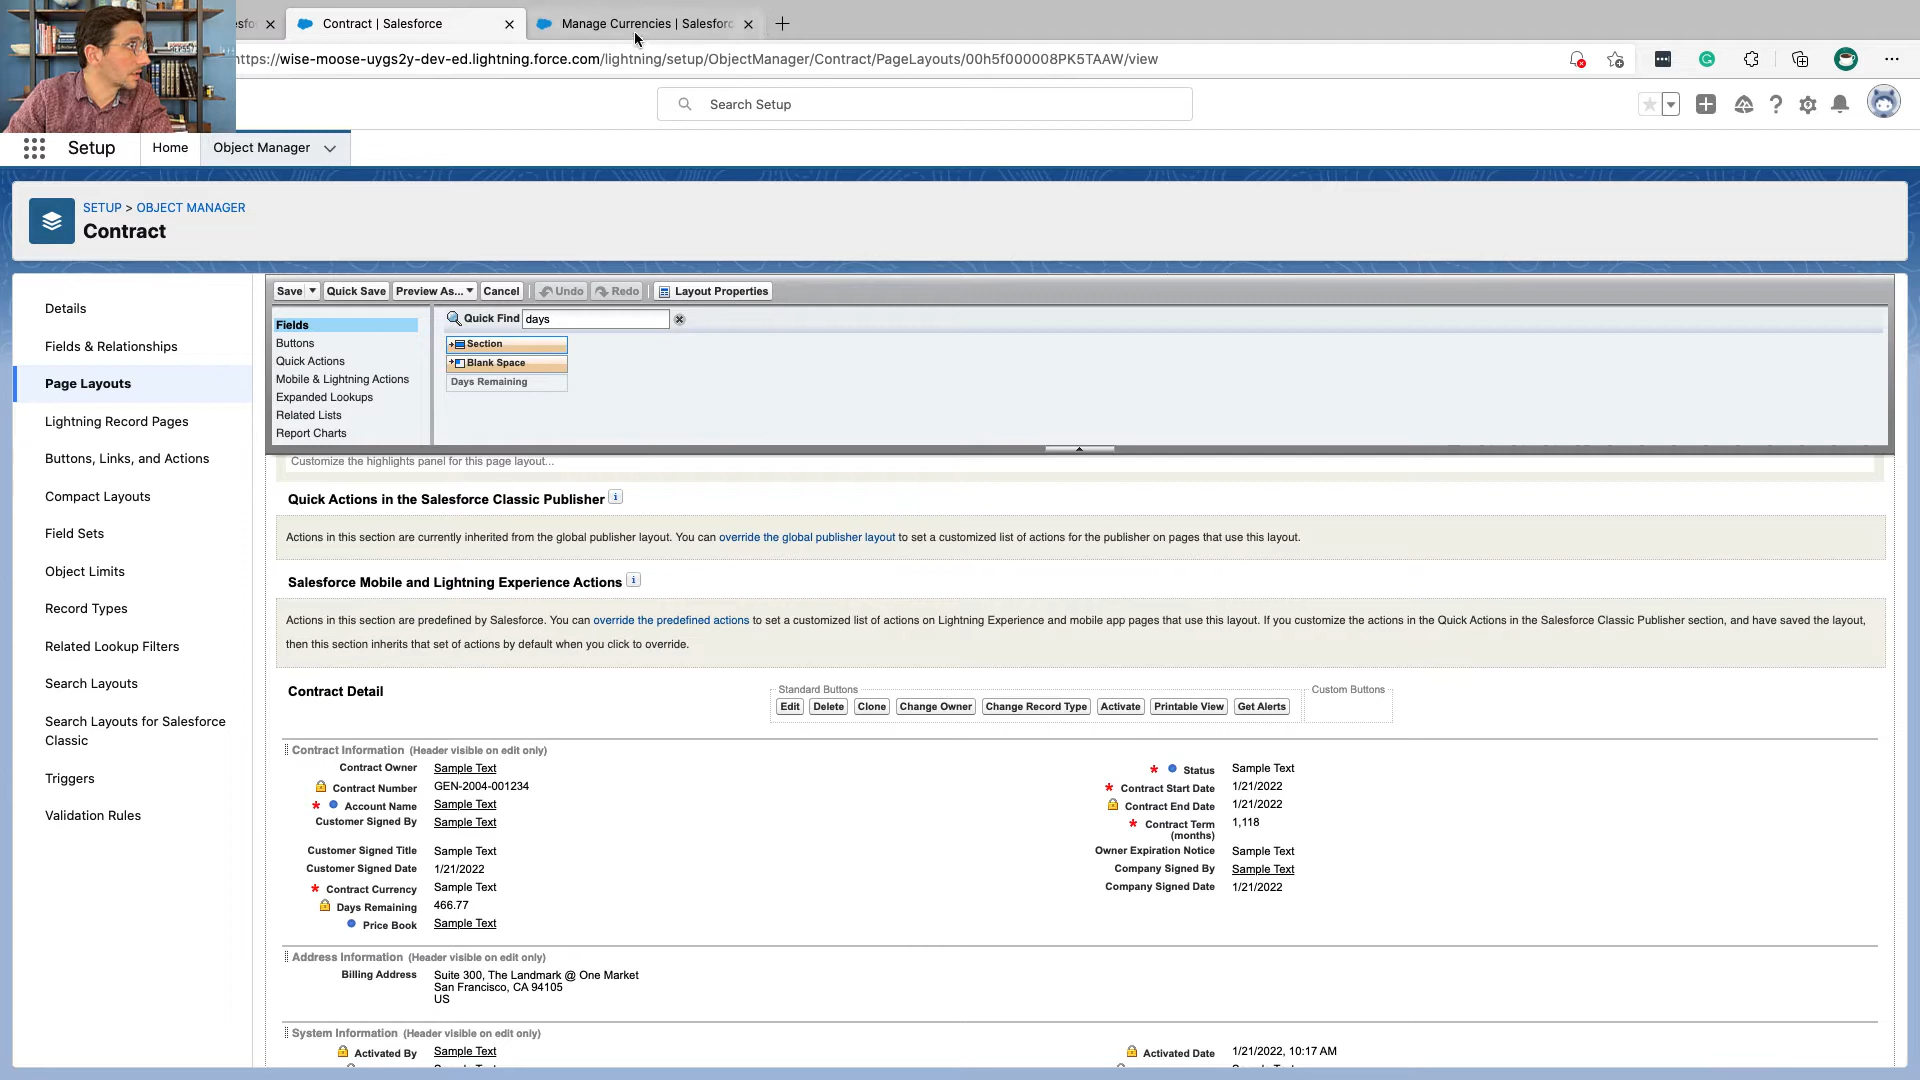 esfo
Contract | Salesforce
Manage Currencies | Salesforc
https://wise-moose-uygs2y-dev-ed.lightning.force.com/lightning/setup/ObjectManager/Contract/PageLayouts/00h5f000008PK5TAAW/view
Search Setup
Setup
Home
Object Manager
SETUP > OBJECT MANAGER
Contract
Details
Fields & Relationships
Page Layouts
Lightning Record Pages
Buttons, Links, and Actions
Compact Layouts
Field Sets
Object Limits
Record Types
Related Lookup Filters
Search Layouts
Search Layouts for Salesforce
Classic
Triggers
Validation Rules
Save
Quick Save
Preview As...
Cancel
Undo
Redo
Layout Properties
Fields
Buttons
Quick Actions
Mobile & Lightning Actions
Expanded Lookups
Related Lists
Report Charts
Quick Find days
Section
Blank Space
Days Remaining
Customize the highlights panel for this page layout...
Quick Actions in the Salesforce Classic Publisher
Actions in this section are currently inherited from the global publisher layout. You can override the global publisher layout to set a customized list of actions for the publisher on pages that use this layout.
Salesforce Mobile and Lightning Experience Actions
Actions in this section are predefined by Salesforce. You can override the predefined actions to set a customized list of actions on Lightning Experience and mobile app pages that use this layout. If you customize the actions in the Quick Actions in the Salesforce Classic Publisher section, and have saved the layout,
then this section inherits that set of actions by default when you click to override.
Contract Detail
Standard Buttons
Edit Delete Clone Change Owner Change Record Type Activate Printable View Get Alerts
Custom Buttons
Contract Information (Header visible on edit only)
Contract Owner Sample Text
Contract Number GEN-2004-001234
* Account Name Sample Text
Customer Signed By Sample Text
Customer Signed Title Sample Text
Customer Signed Date 1/21/2022
* Contract Currency Sample Text
Days Remaining 466.77
Price Book Sample Text
* Status Sample Text
* Contract Start Date 1/21/2022
Contract End Date 1/21/2022
* Contract Term 1,118
(months)
Owner Expiration Notice Sample Text
Company Signed By Sample Text
Company Signed Date 1/21/2022
Address Information (Header visible on edit only)
Billing Address Suite 300, The Landmark @ One Market
San Francisco, CA 94105
US
System Information (Header visible on edit only)
Activated By Sample Text
Activated Date 1/21/2022, 10:17 AM